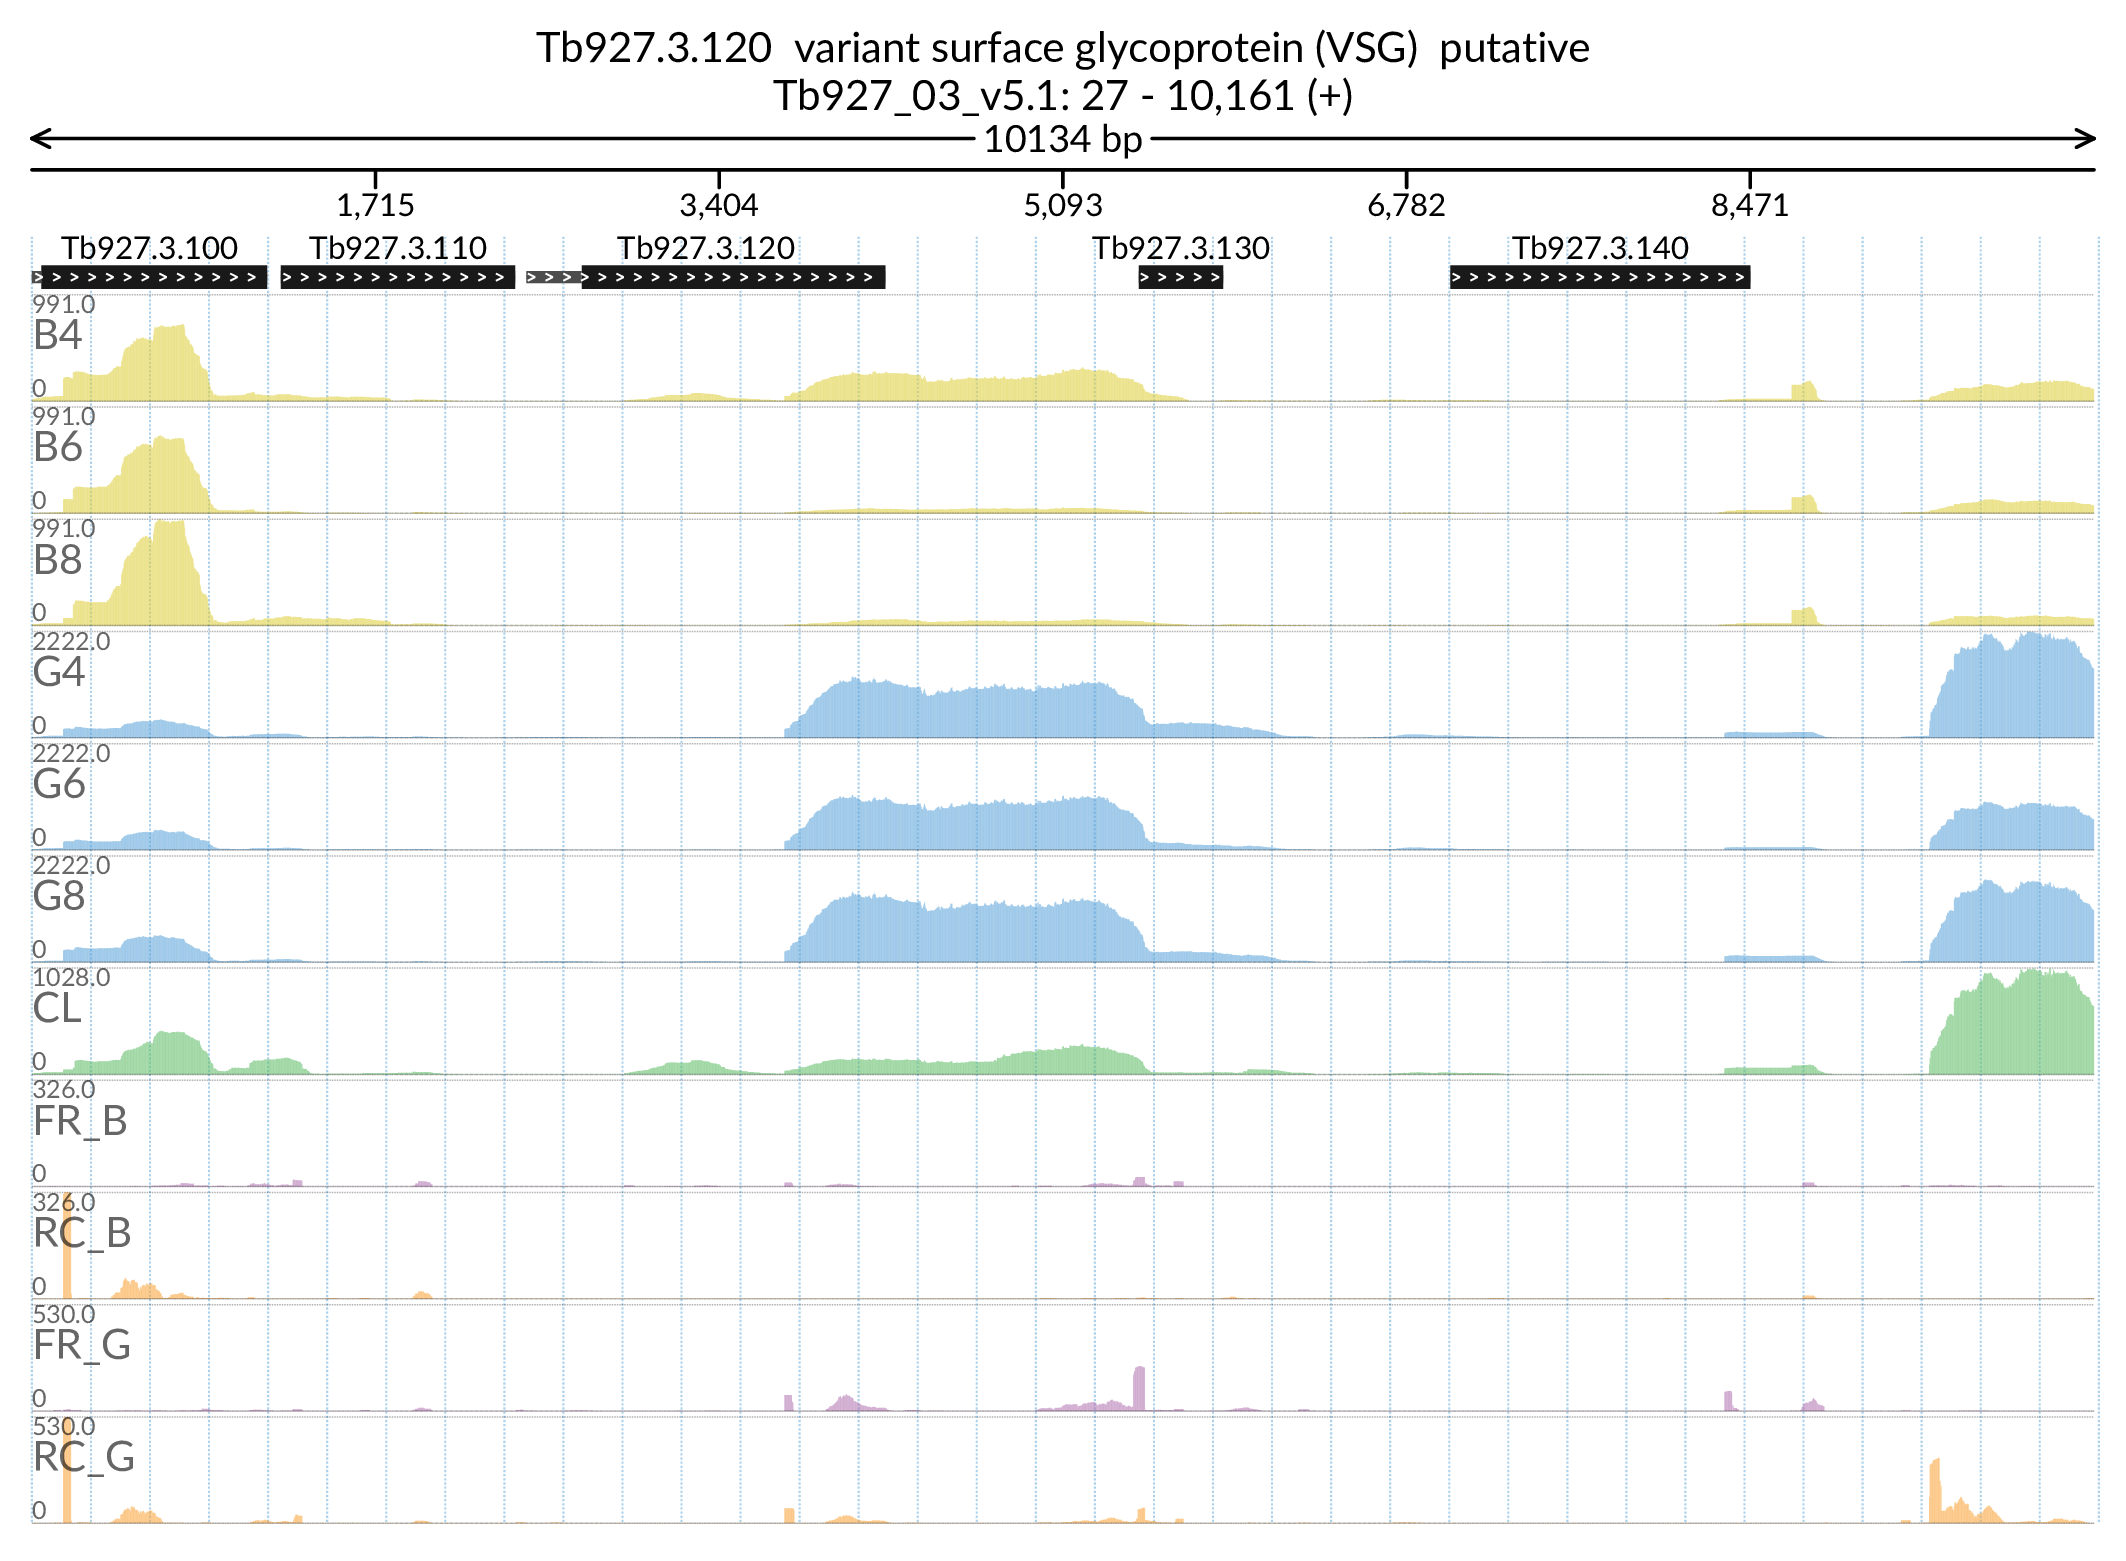 Tb927.3.120  variant surface glycoprotein (VSG)  putative
Tb927_03_v5.1: 27 - 10,161 (+)
10134 bp
1,715 3,404 5,093 6,782 8,471
Tb927.3.100 Tb927.3.110 Tb927.3.120 Tb927.3.130 Tb927.3.140
991.0
B4
0
991.0
B6
0
991.0
B8
0
2222.0
G4
0
2222.0
G6
0
2222.0
G8
0
1028.0
CL
0
326.0
FR_B
0
326.0
RC_B
0
530.0
FR_G
0
530.0
RC_G
0